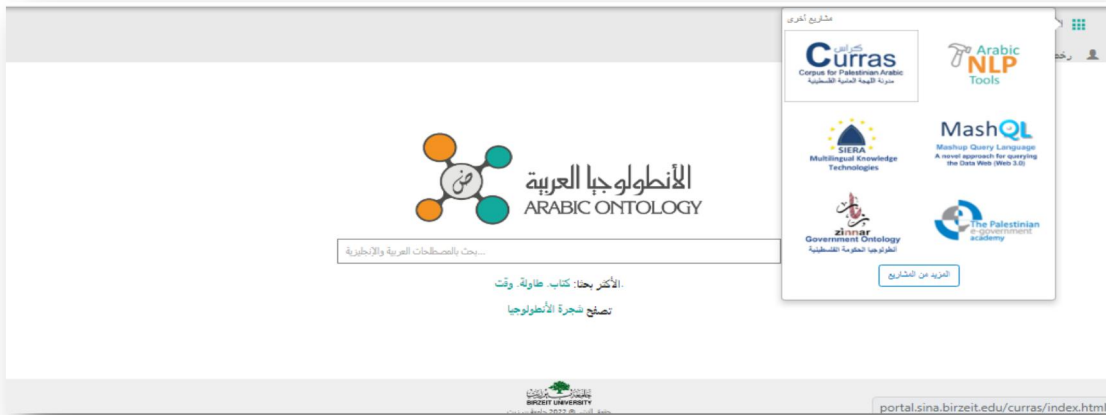 مشاريع أخرى
كراس
Curras
Corpus for Palestinian Arabic
مدونة اللهجة العامية الفلسطينية
Arabic
NLP
Tools
SIERA
Multilingual Knowledge
Technologies
MashQL
Mashup Query Language
A novel approach for querying
the Data Web (Web 3.0)
zinnar
Government Ontology
انطولوجيا الحكومة الفلسطينية
The Palestinian
e-government
academy
المزيد من المشاريع
ض
الأنطولوجيا العربية
ARABIC ONTOLOGY
بحث بالمصطلحات العربية والإنجليزية...
الأكثر بحثا: كتاب. طاولة. وقت.
تصفح شجرة الأنطولوجيا
BIRZEIT UNIVERSITY
portal.sina.birzeit.edu/curras/index.html